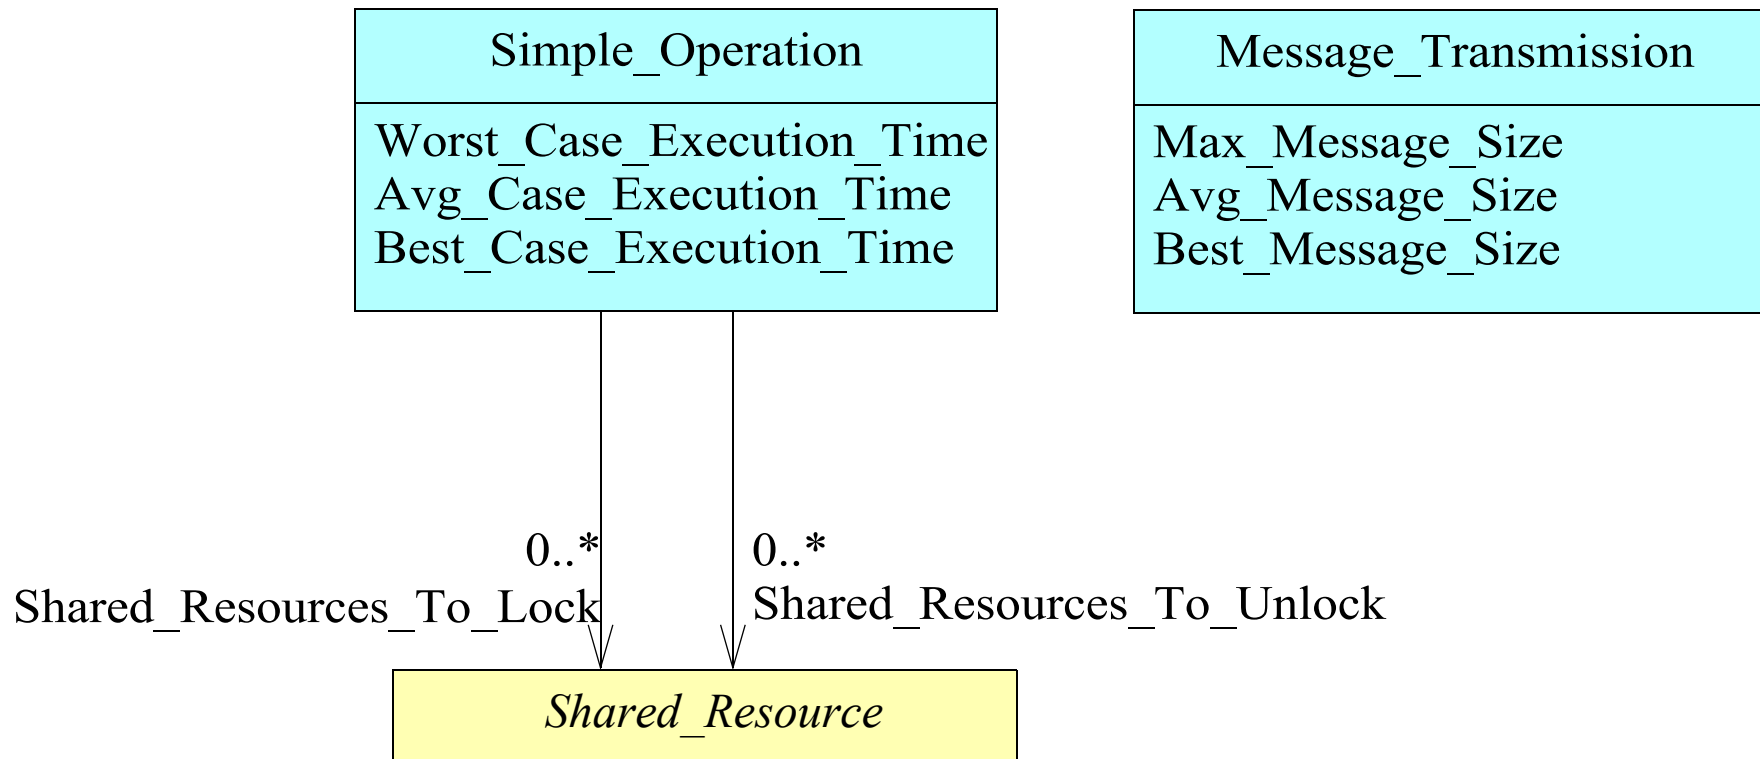 Simple_Operation
Worst_Case_Execution_Time
Avg_Case_Execution_Time
Best_Case_Execution_Time
Message_Transmission
Max_Message_Size
Avg_Message_Size
Best_Message_Size
0..*
Shared_Resources_To_Lock
0..*
Shared_Resources_To_Unlock
Shared_Resource